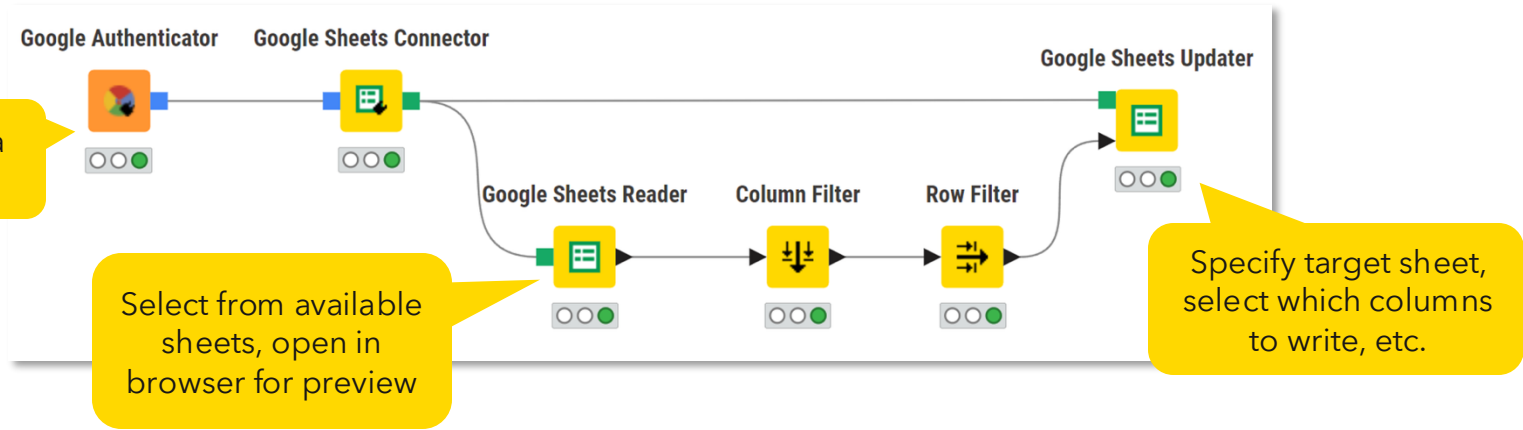 Google Authenticator
Google Sheets Connector
Google Sheets Updater
a
Google Sheets Reader
Column Filter
Row Filter
Select from available
sheets, open in
browser for preview
Specify target sheet,
select which columns
to write, etc.